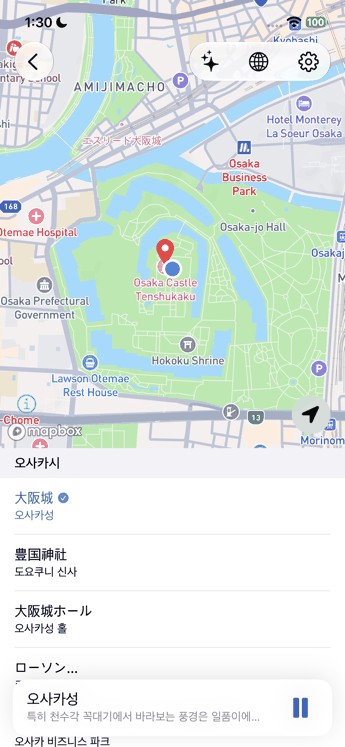 Park
1:30
100
Kyobashi
AMIJIMACHO
P
Hotel Monterey
La Soeur Osaka
エスリード大阪城
Osaka
Business
Park
168
Otemae Hospital
Osaka-jo Hall
Osaka Castle
Tenshukaku
Osaka Prefectural
Government
Hokoku Shrine
P
Lawson Otemae
Rest House
-Chome
13
mapbox
오사카시
大阪城
오사카성
豊国神社
도요쿠니 신사
大阪城ホール
오사카성 홀
ローソン...
오사카성
특히 천수각 꼭대기에서 바라보는 풍경은 일품이에...
오사카 비즈니스 파크